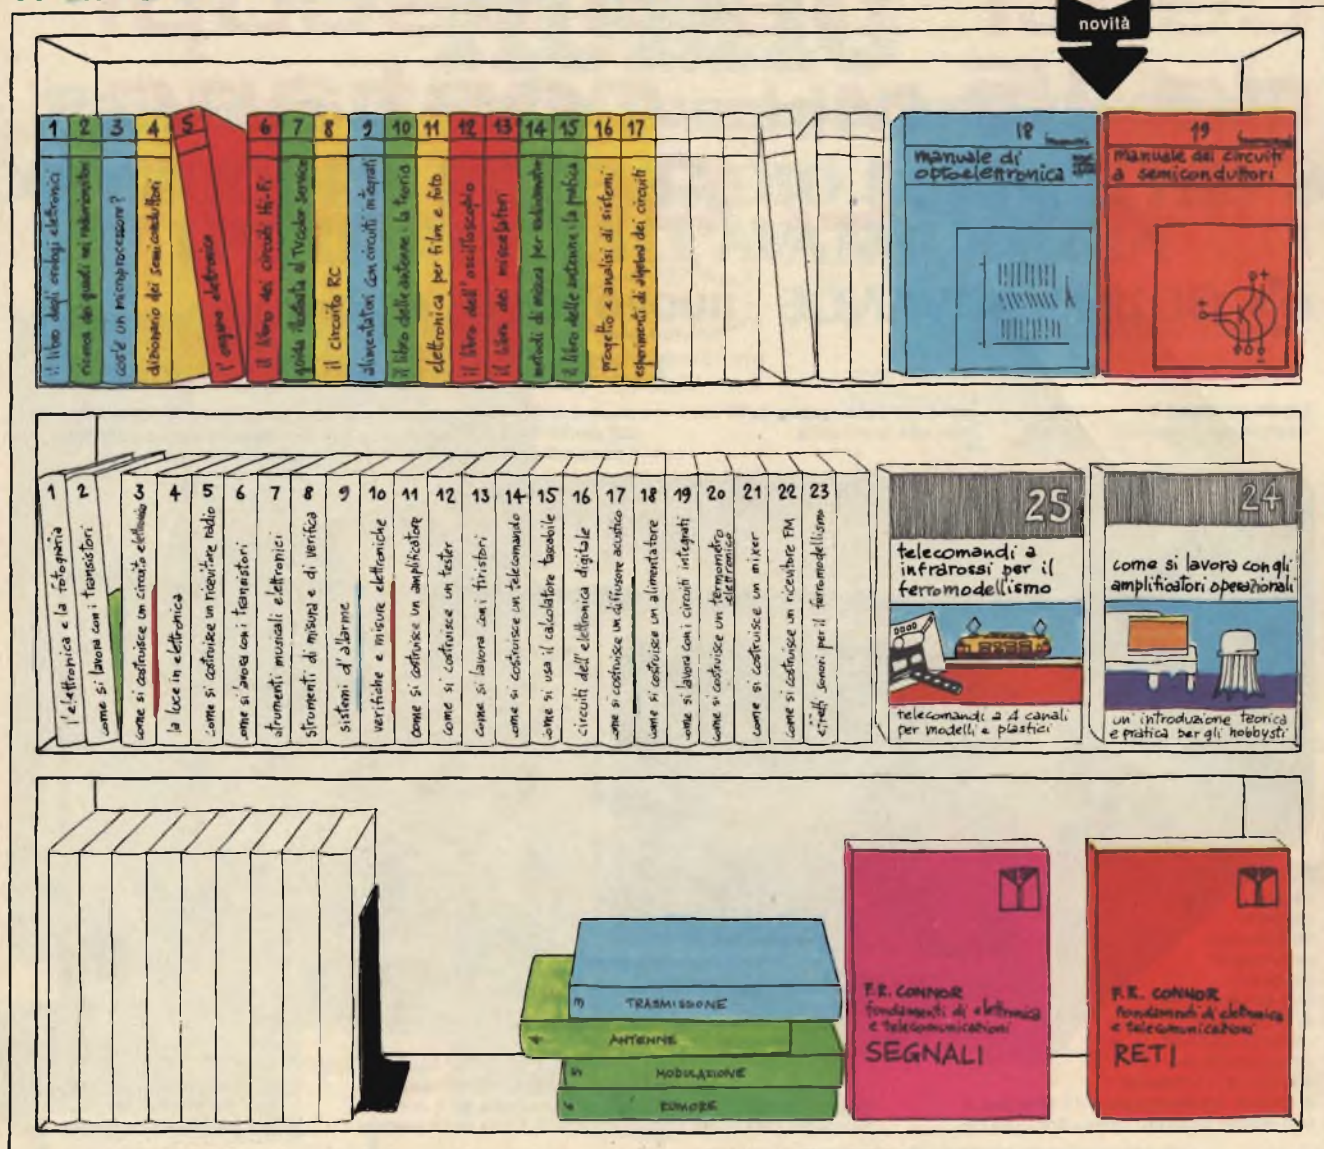 novità
1 il libro degli orologi elettronici
2 ricerca dei guasti nei radioricevitori
3 cos'è un microprocessore?
4 dizionario dei semiconduttori
5 l'organo elettronico
6 il libro dei circuiti Hi-Fi
7 guida illustrata al TVcolor service
8 il circuito RC
9 alimentatori con circuiti integrati
10 il libro delle antenne: la teoria
11 elettronica per film e foto
12 il libro dell'oscilloscopio
13 il libro dei miscelatori
14 metodi di misura per radioamatori
15 il libro delle antenne: la pratica
16 progetto e analisi di sistemi
17 esperimenti di algebra dei circuiti
18
manuale di
optoelettronica
19
manuale dei circuiti
a semiconduttori
1 l'elettronica e la fotografia
2 come si lavora con i transistori
3 come si costruisce un circuito elettronico
4 la luce in elettronica
5 come si costruisce un ricevitore radio
6 come si lavora con i transistori
7 strumenti musicali elettronici
8 strumenti di misura e di verifica
9 sistemi d'allarme
10 verifiche e misure elettroniche
11 come si costruisce un amplificatore
12 come si costruisce un tester
13 come si lavora con i tiristori
14 come si costruisce un telecomando
15 come si usa il calcolatore tascabile
16 circuiti dell'elettronica digitale
17 come si costruisce un diffusore acustico
18 come si costruisce un alimentatore
19 come si lavora con i circuiti integrati
20 come si costruisce un termometro elettronico
21 come si costruisce un mixer
22 come si costruisce un ricevitore FM
23 effetti sonori per il ferromodellismo
25
telecomandi a
infrarossi per il
ferromodellismo
telecomandi a 4 canali
per modelli e plastici
24
come si lavora con gli
amplificatori operazionali
un' introduzione teorica
e pratica per gli hobbysti
3 TRASMISSIONE
4 ANTENNE
5 MODULAZIONE
6 RUMORE
F.R. CONNOR
fondamenti di elettronica
e telecomunicazioni
SEGNALI
F.R. CONNOR
fondamenti di elettronica
e telecomunicazioni
RETI